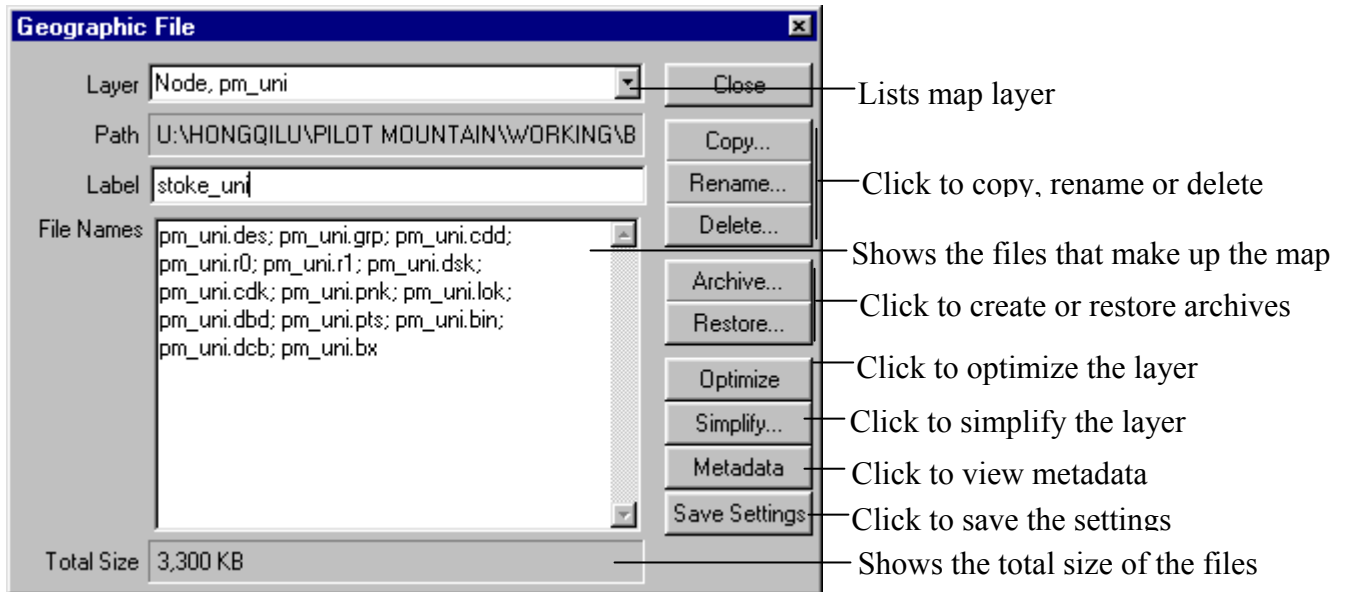 Geographic File
Layer Node, pm_uni Close Lists map layer
Path U:\HONGQILU\PILOT MOUNTAIN\WORKING\B Copy...
Label stoke_uni Rename... Click to copy, rename or delete
File Names pm_uni.des; pm_uni.grp; pm_uni.cdd; Delete...
pm_uni.r0; pm_uni.r1; pm_uni.dsk; Shows the files that make up the map
pm_uni.cdk; pm_uni.pnk; pm_uni.lok; Archive... Click to create or restore archives
pm_uni.dbd; pm_uni.pts; pm_uni.bin; Restore...
pm_uni.dcb; pm_uni.bx
Optimize Click to optimize the layer
Simplify... Click to simplify the layer
Metadata Click to view metadata
Save Settings Click to save the settings
Total Size 3,300 KB Shows the total size of the files